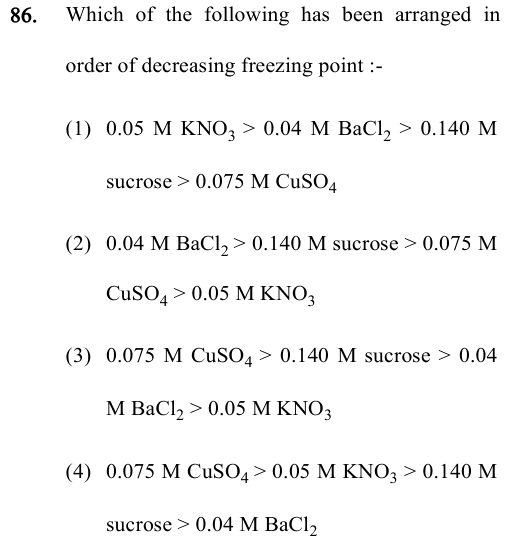 86. Which of the following has been arranged in
order of decreasing freezing point :-
(1) 0.05 M KNO₃ > 0.04 M BaCl₂ > 0.140 M
sucrose > 0.075 M CuSO₄
(2) 0.04 M BaCl₂ > 0.140 M sucrose > 0.075 M
CuSO₄ > 0.05 M KNO₃
(3) 0.075 M CuSO₄ > 0.140 M sucrose > 0.04
M BaCl₂ > 0.05 M KNO₃
(4) 0.075 M CuSO₄ > 0.05 M KNO₃ > 0.140 M
sucrose > 0.04 M BaCl₂